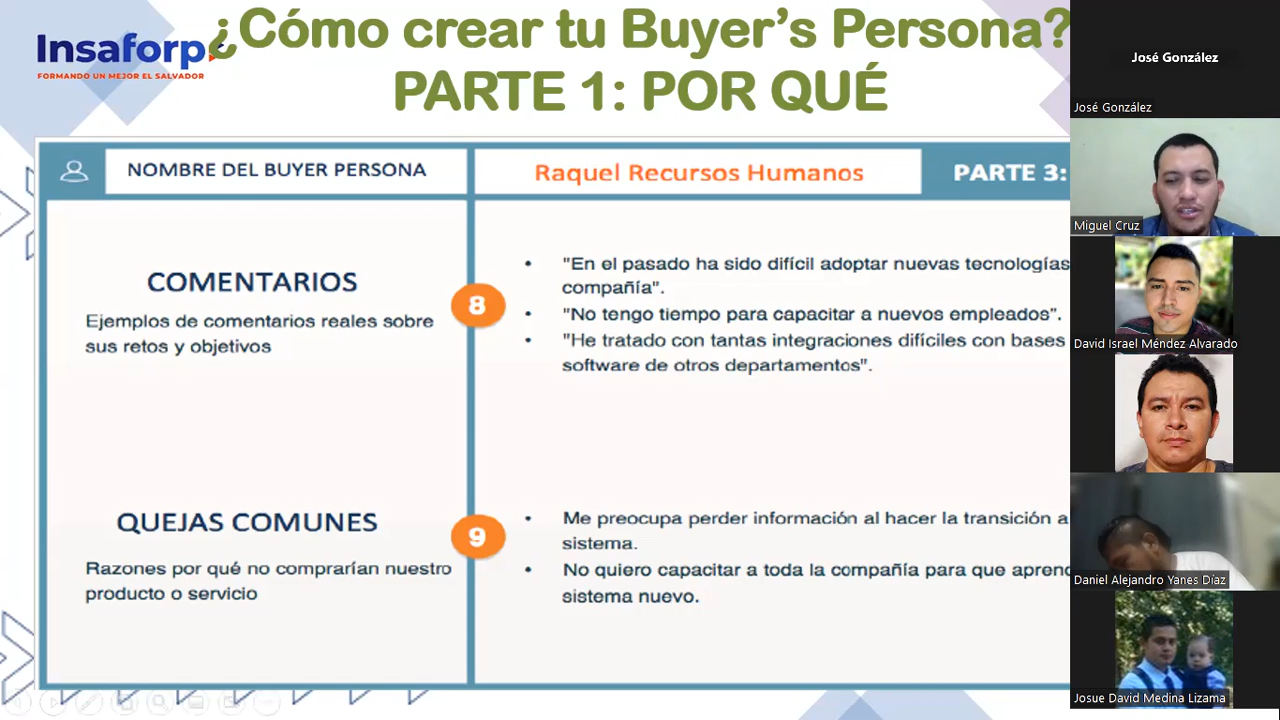 ¿Cómo crear tu Buyer’s Persona?
Insaforp
FORMANDO UN MEJOR EL SALVADOR
PARTE 1: POR QUÉ
NOMBRE DEL BUYER PERSONA
Raquel Recursos Humanos
PARTE 3:
COMENTARIOS
Ejemplos de comentarios reales sobre
sus retos y objetivos
8
• "En el pasado ha sido difícil adoptar nuevas tecnologías
compañía".
• "No tengo tiempo para capacitar a nuevos empleados".
• "He tratado con tantas integraciones difíciles con bases
software de otros departamentos".
QUEJAS COMUNES
Razones por qué no comprarían nuestro
producto o servicio
9
• Me preocupa perder información al hacer la transición a
sistema.
• No quiero capacitar a toda la compañía para que aprend
sistema nuevo.
José González
José González
Miguel Cruz
David Israel Méndez Alvarado
Daniel Alejandro Yanes Díaz
Josue David Medina Lizama